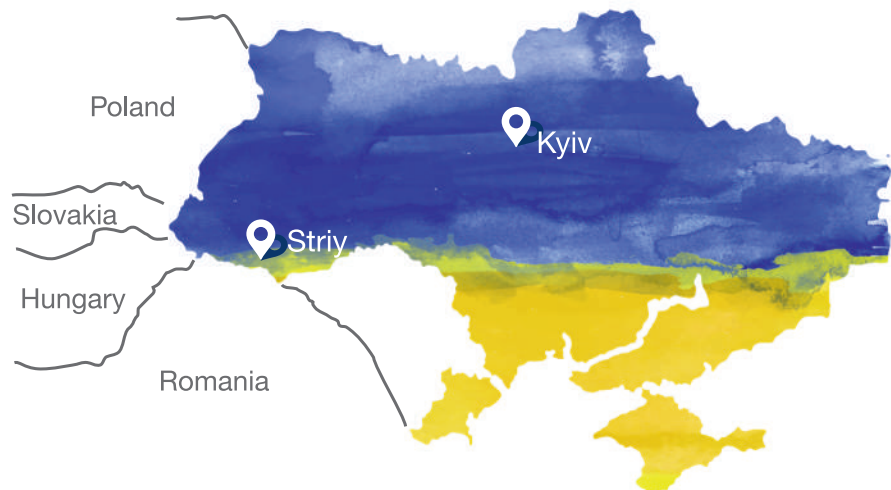 Poland
Kyiv
Slovakia
Striy
Hungary
Romania